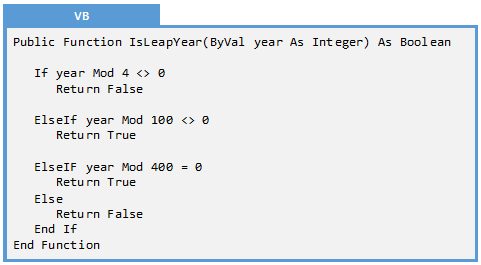 VB
Public Function IsLeapYear(ByVal year As Integer) As Boolean
If year Mod 4 <> 0
Return False
ElseIf year Mod 100 <> 0
Return True
ElseIF year Mod 400 = 0
Return True
Else
Return False
End If
End Function